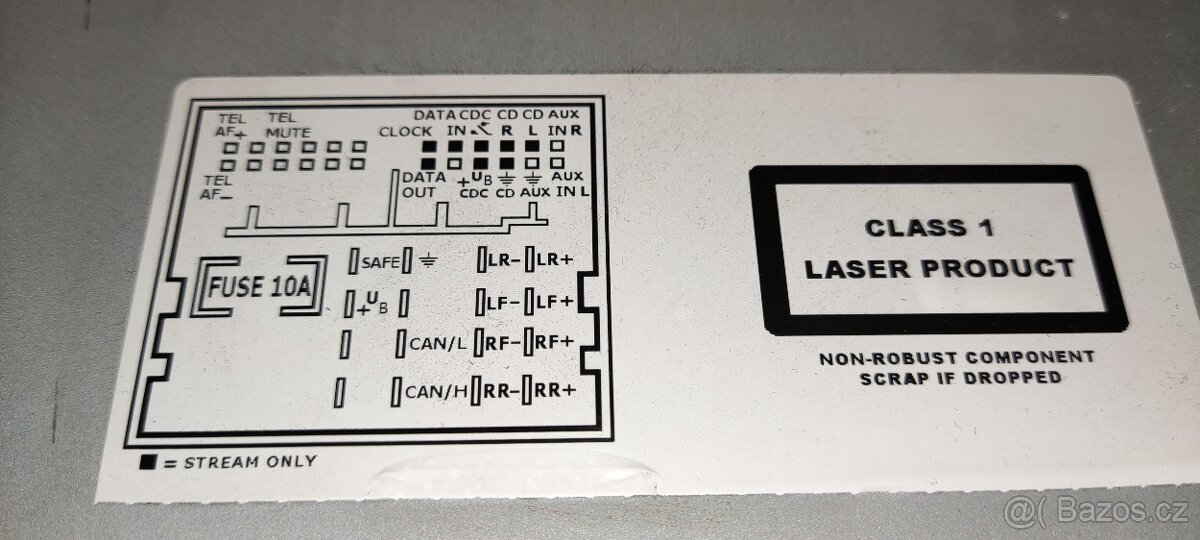 TEL TEL DATA CDC CD CD AUX
AF+ MUTE CLOCK IN R L IN R
TEL DATA +UB AUX
AF- OUT CDC CD AUX IN L
SAFE LR- LR+
FUSE 10A +UB LF- LF+
CAN/L RF- RF+
CAN/H RR- RR+
= STREAM ONLY
CLASS 1
LASER PRODUCT
NON-ROBUST COMPONENT
SCRAP IF DROPPED
@( Bazos.cz